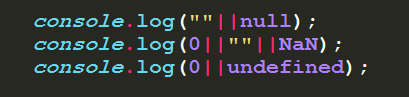 console.log(""||null);
console.log(0||""||NaN);
console.log(0||undefined);